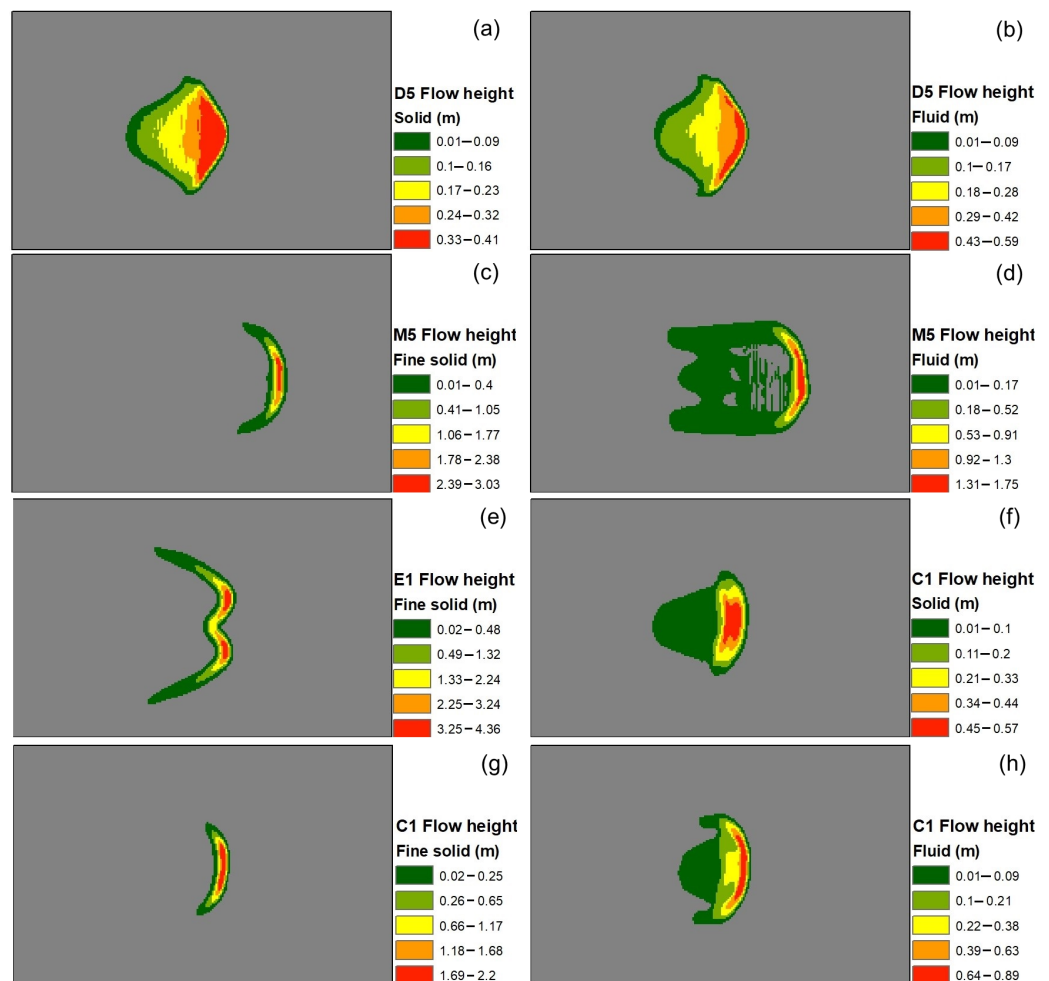 (a)
D5 Flow height
Solid (m)
0.01–0.09
0.1–0.16
0.17–0.23
0.24–0.32
0.33–0.41
(b)
D5 Flow height
Fluid (m)
0.01–0.09
0.1–0.17
0.18–0.28
0.29–0.42
0.43–0.59
(c)
M5 Flow height
Fine solid (m)
0.01–0.4
0.41–1.05
1.06–1.77
1.78–2.38
2.39–3.03
(d)
M5 Flow height
Fluid (m)
0.01–0.17
0.18–0.52
0.53–0.91
0.92–1.3
1.31–1.75
(e)
E1 Flow height
Fine solid (m)
0.02–0.48
0.49–1.32
1.33–2.24
2.25–3.24
3.25–4.36
(f)
C1 Flow height
Solid (m)
0.01–0.1
0.11–0.2
0.21–0.33
0.34–0.44
0.45–0.57
(g)
C1 Flow height
Fine solid (m)
0.02–0.25
0.26–0.65
0.66–1.17
1.18–1.68
1.69–2.2
(h)
C1 Flow height
Fluid (m)
0.01–0.09
0.1–0.21
0.22–0.38
0.39–0.63
0.64–0.89